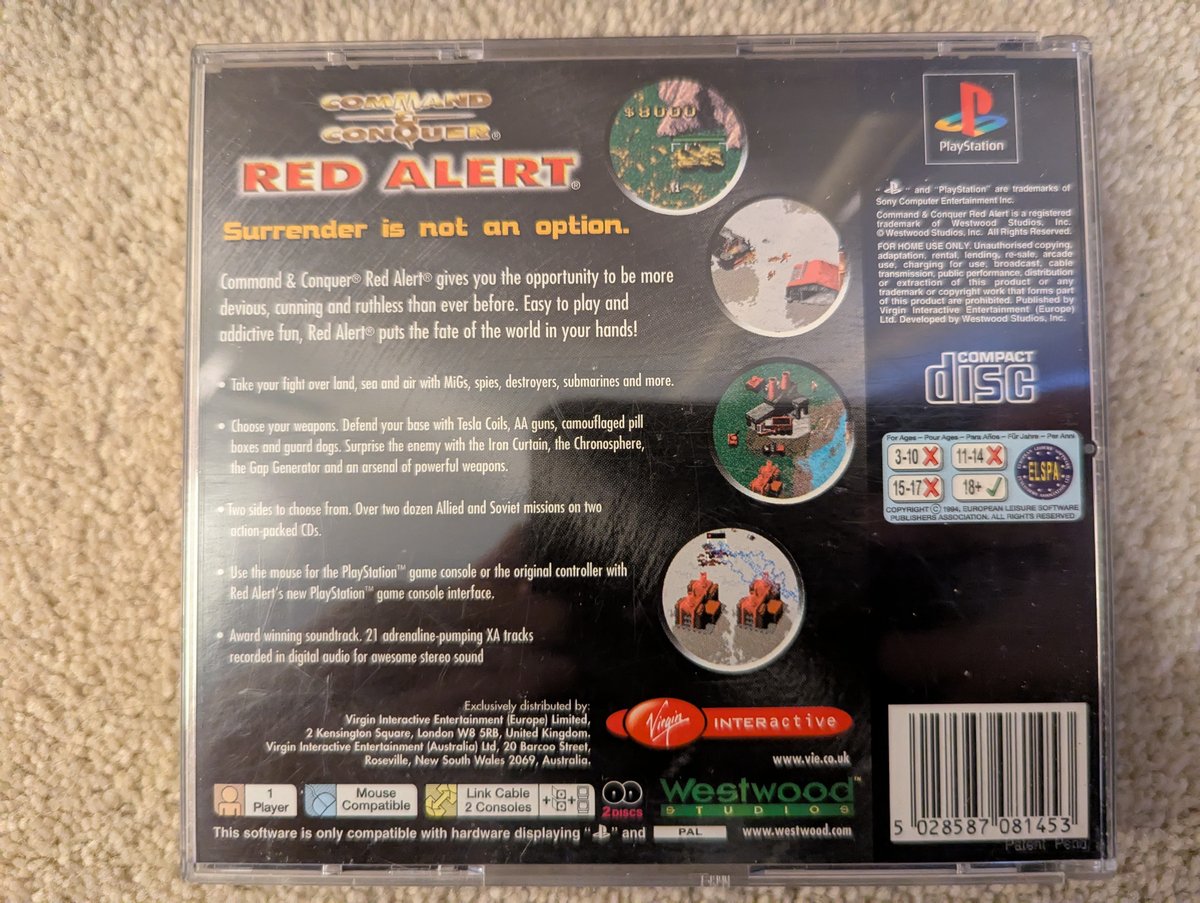 COMMAND
&
CONQUER®
RED ALERT®
Surrender is not an option.
Command & Conquer® Red Alert® gives you the opportunity to be more
devious, cunning and ruthless than ever before. Easy to play and
addictive fun, Red Alert® puts the fate of the world in your hands!
• Take your fight over land, sea and air with MiGs, spies, destroyers, submarines and more.
• Choose your weapons. Defend your base with Tesla Coils, AA guns, camouflaged pill
boxes and guard dogs. Surprise the enemy with the Iron Curtain, the Chronosphere,
the Gap Generator and an arsenal of powerful weapons.
• Two sides to choose from. Over two dozen Allied and Soviet missions on two
action-packed CDs.
• Use the mouse for the PlayStation™ game console or the original controller with
Red Alert's new PlayStation™ game console interface.
• Award winning soundtrack. 21 adrenaline-pumping XA tracks
recorded in digital audio for awesome stereo sound
$8000
Exclusively distributed by:
Virgin Interactive Entertainment (Europe) Limited,
2 Kensington Square, London W8 5RB, United Kingdom.
Virgin Interactive Entertainment (Australia) Ltd, 20 Barcoo Street,
Roseville, New South Wales 2069, Australia.
Virgin INTERactive
www.vie.co.uk
1
Player
Mouse
Compatible
Link Cable
2 Consoles
2 DISCS
Westwood™
STUDIOS
This software is only compatible with hardware displaying " " and PAL
www.westwood.com
PlayStation
" " and "PlayStation" are trademarks of
Sony Computer Entertainment Inc.
Command & Conquer Red Alert is a registered
trademark of Westwood Studios, Inc.
© Westwood Studios, Inc. All Rights Reserved.
FOR HOME USE ONLY. Unauthorised copying,
adaptation, rental, lending, re-sale, arcade
use, charging for use, broadcast, cable
transmission, public performance, distribution
or extraction of this product or any
trademark or copyright work that forms part
of this product are prohibited. Published by
Virgin Interactive Entertainment (Europe)
Ltd. Developed by Westwood Studios, Inc.
COMPACT
disc
For Ages - Pour Ages - Para Años - Für Jahre - Per Anni
3-10 11-14
15-17 18+
ELSPA
COPYRIGHT © 1994, EUROPEAN LEISURE SOFTWARE
PUBLISHERS ASSOCIATION. ALL RIGHTS RESERVED
5 028587 081453
Patent Pend